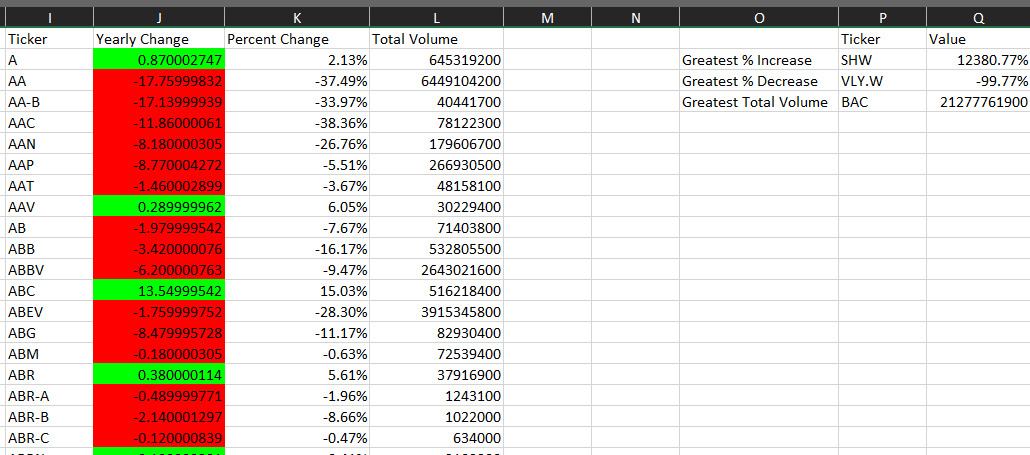 I J K L M N O P Q
Ticker Yearly Change Percent Change Total Volume Ticker Value
A 0.870002747 2.13% 645319200 Greatest % Increase SHW 12380.77%
AA -17.75999832 -37.49% 6449104200 Greatest % Decrease VLY.W -99.77%
AA-B -17.13999939 -33.97% 40441700 Greatest Total Volume BAC 21277761900
AAC -11.86000061 -38.36% 78122300
AAN -8.180000305 -26.76% 179606700
AAP -8.770004272 -5.51% 266930500
AAT -1.460002899 -3.67% 48158100
AAV 0.289999962 6.05% 30229400
AB -1.979999542 -7.67% 71403800
ABB -3.420000076 -16.17% 532805500
ABBV -6.200000763 -9.47% 2643021600
ABC 13.54999542 15.03% 516218400
ABEV -1.759999752 -28.30% 3915345800
ABG -8.479995728 -11.17% 82930400
ABM -0.180000305 -0.63% 72539400
ABR 0.380000114 5.61% 37916900
ABR-A -0.489999771 -1.96% 1243100
ABR-B -2.140001297 -8.66% 1022000
ABR-C -0.120000839 -0.47% 634000